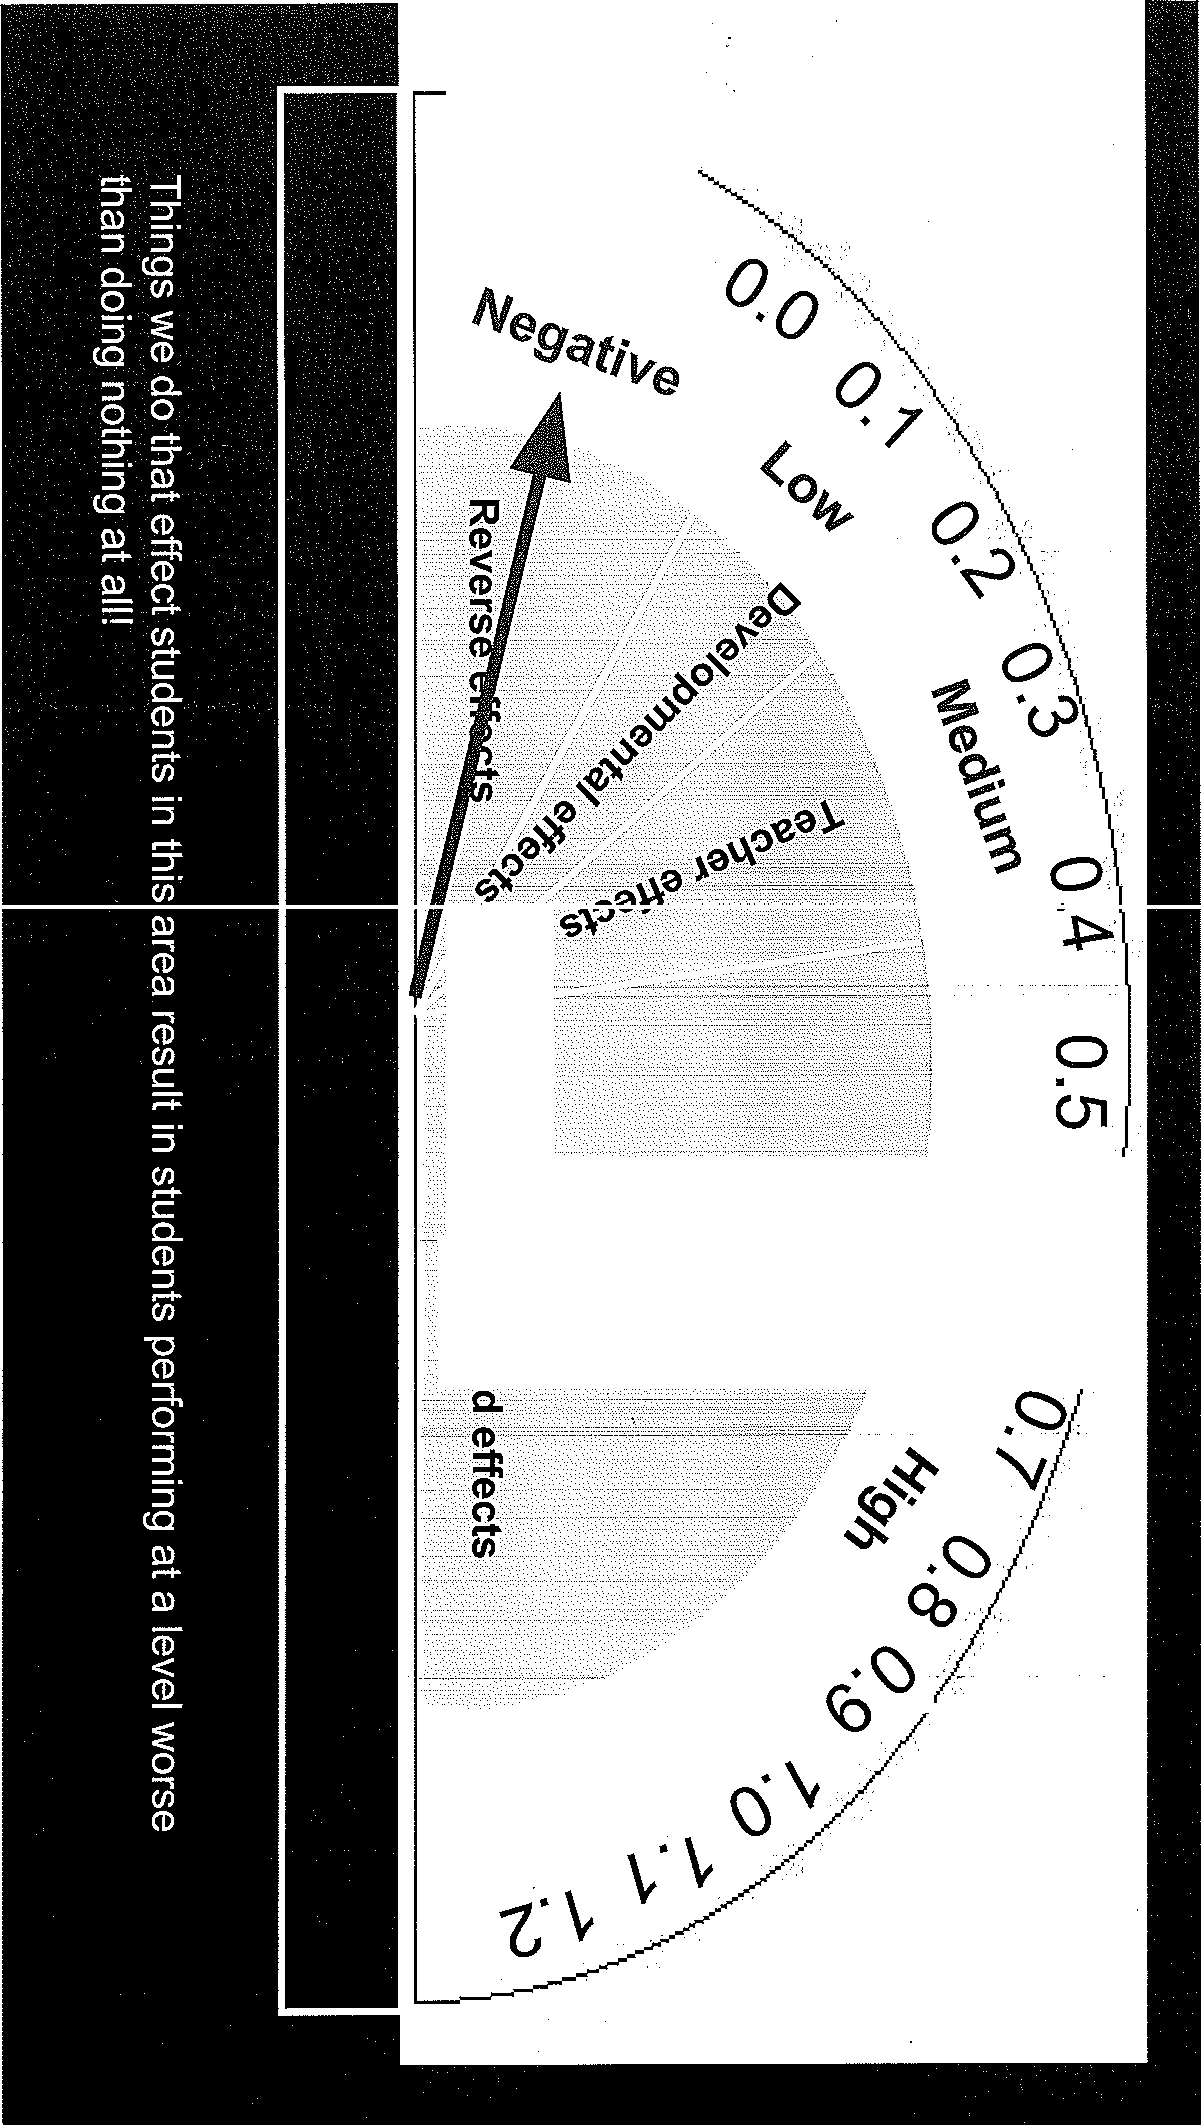 Negative
Low
Medium
High
0.0
0.1
0.2
0.3
0.4
0.5
0.7
0.8
0.9
1.0
1.1
1.2
Reverse effects
Developmental effects
Teacher effects
d effects
Things we do that effect students in this area result in students performing at a level worse
than doing nothing at all!